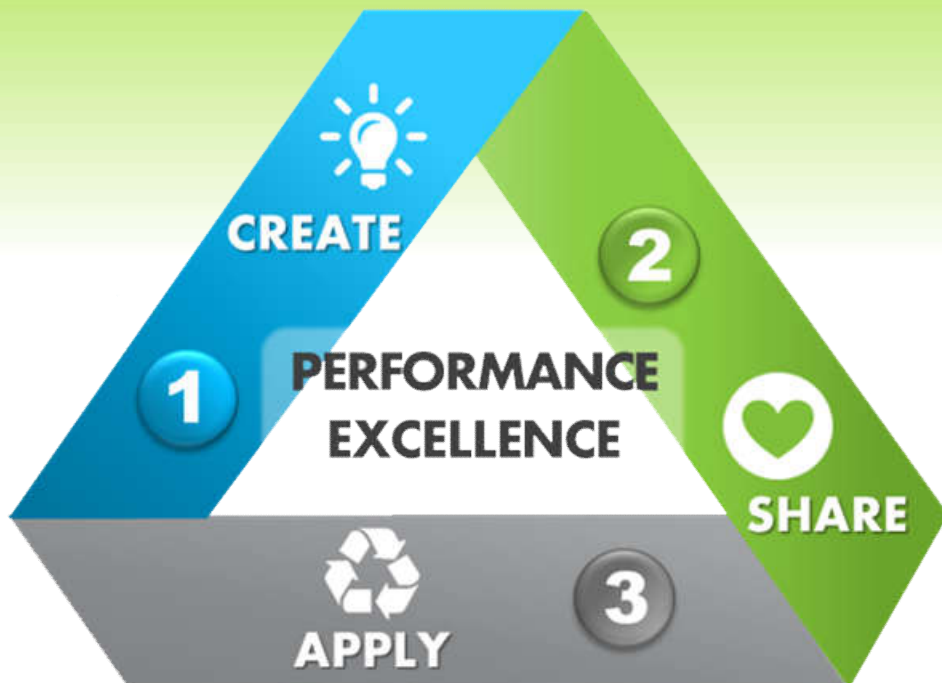 CREATE
1
2
PERFORMANCE
EXCELLENCE
SHARE
APPLY
3